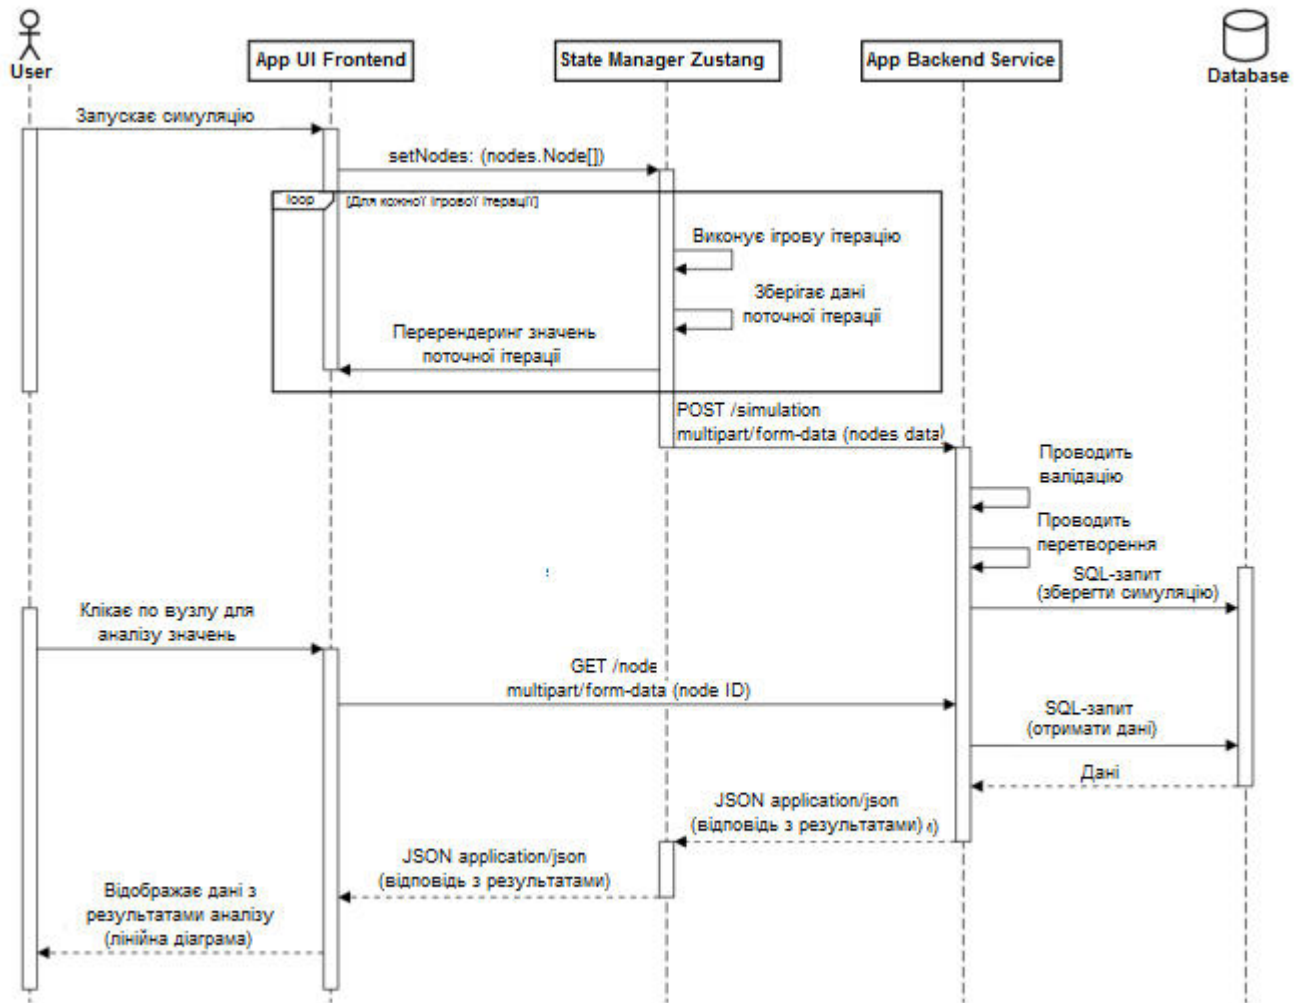 User
App UI Frontend
State Manager Zustang
App Backend Service
Database
Запускає симуляцію
setNodes: (nodes.Node[])
loop
[Для кожної ігрової ітерації]
Виконує ігрову ітерацію
Зберігає дані
поточної ітерації
Перерендеринг значень
поточної ітерації
POST /simulation
multipart/form-data (nodes data)
Проводить
валідацію
Проводить
перетворення
SQL-запит
(зберегти симуляцію)
Клікає по вузлу для
аналізу значень
GET /node
multipart/form-data (node ID)
SQL-запит
(отримати дані)
Дані
JSON application/json
(відповідь з результатами)
JSON application/json
(відповідь з результатами)
Відображає дані з
результатами аналізу
(лінійна діаграма)